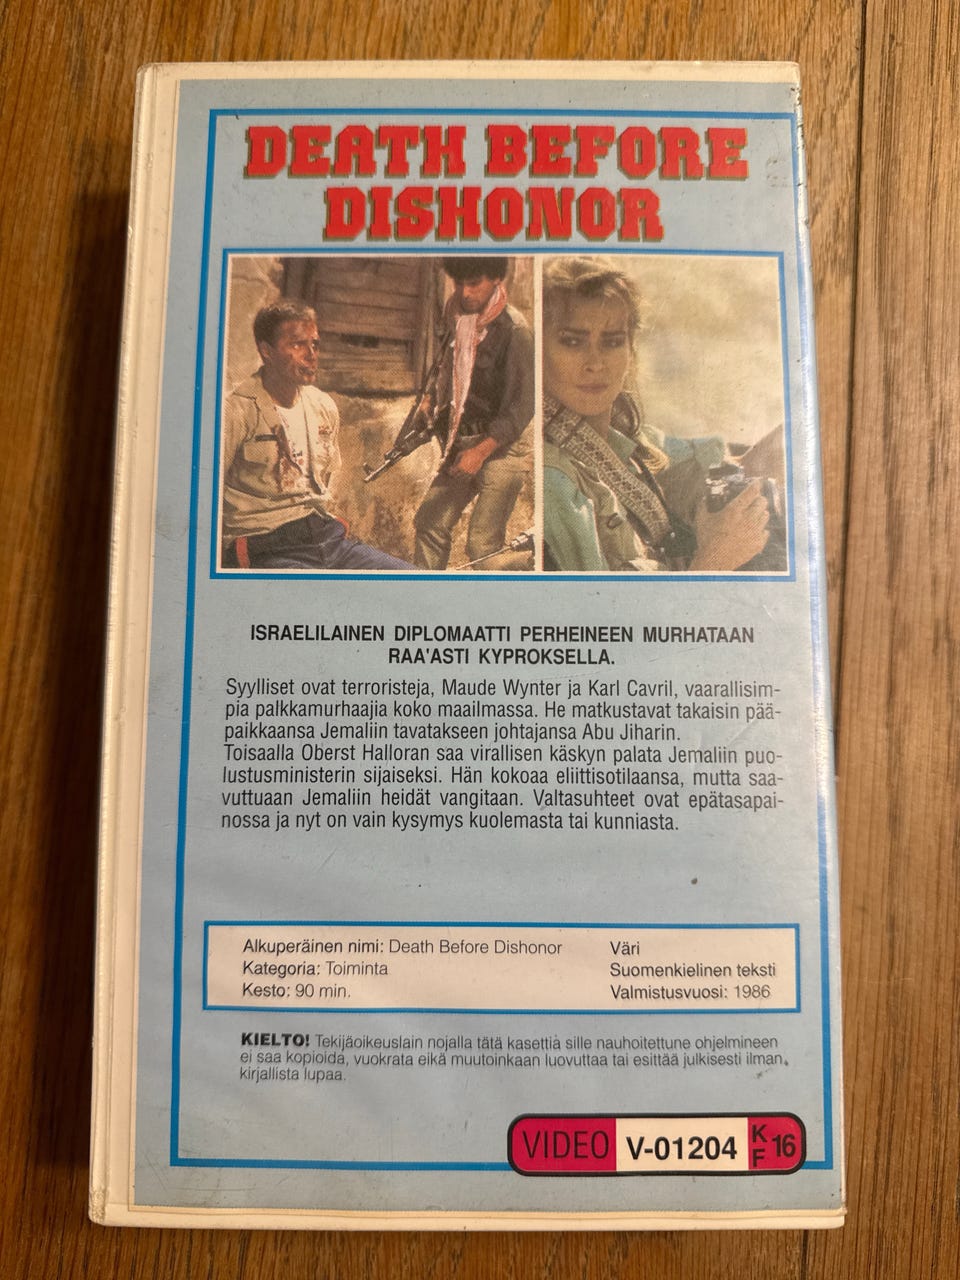 DEATH BEFORE
DISHONOR
ISRAELILAINEN DIPLOMAATTI PERHEINEEN MURHATAAN
RAA'ASTI KYPROKSELLA.
Syylliset ovat terroristeja, Maude Wynter ja Karl Cavril, vaarallisim-
pia palkkamurhaajia koko maailmassa. He matkustavat takaisin pää-
paikkaansa Jemaliin tavatakseen johtajansa Abu Jiharin.
Toisaalla Oberst Halloran saa virallisen käskyn palata Jemaliin puo-
lustusministerin sijaiseksi. Hän kokoaa eliittisotilaansa, mutta saa-
vuttuaan Jemaliin heidät vangitaan. Valtasuhteet ovat epätasapai-
nossa ja nyt on vain kysymys kuolemasta tai kunniasta.
Alkuperäinen nimi: Death Before Dishonor Väri
Kategoria: Toiminta Suomenkielinen teksti
Kesto: 90 min. Valmistusvuosi: 1986
KIELTO! Tekijäoikeuslain nojalla tätä kasettia sille nauhoitettune ohjelmineen
ei saa kopioida, vuokrata eikä muutoinkaan luovuttaa tai esittää julkisesti ilman
kirjallista lupaa.
VIDEO V-01204 K F 16